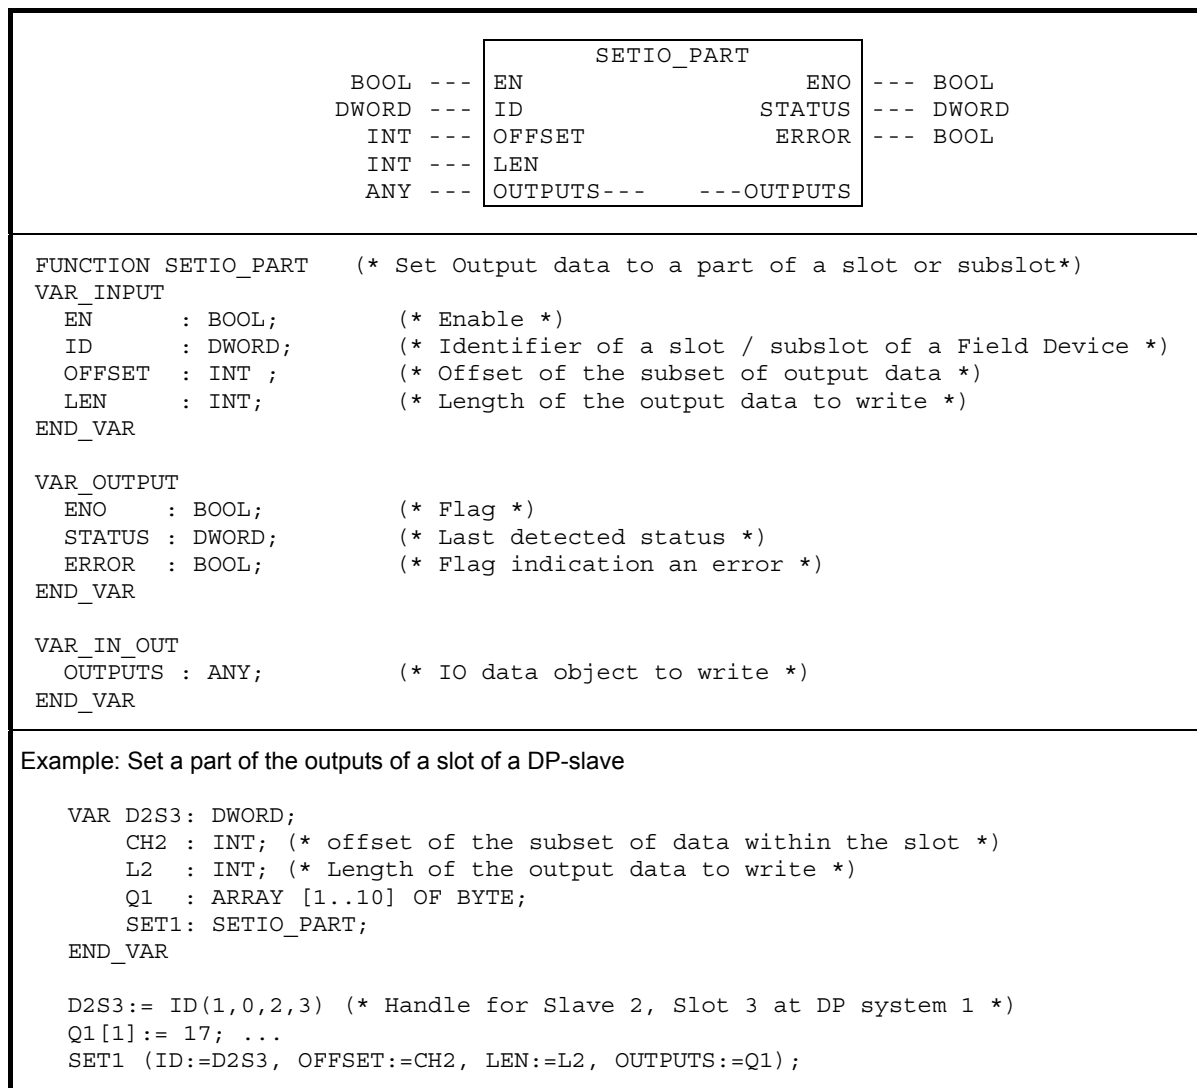 SETIO_PART
BOOL --- EN ENO --- BOOL
DWORD --- ID STATUS --- DWORD
INT --- OFFSET ERROR --- BOOL
INT --- LEN
ANY --- OUTPUTS--- ---OUTPUTS
FUNCTION SETIO_PART (* Set Output data to a part of a slot or subslot*)
VAR_INPUT
EN : BOOL; (* Enable *)
ID : DWORD; (* Identifier of a slot / subslot of a Field Device *)
OFFSET : INT ; (* Offset of the subset of output data *)
LEN : INT; (* Length of the output data to write *)
END_VAR
VAR_OUTPUT
ENO : BOOL; (* Flag *)
STATUS : DWORD; (* Last detected status *)
ERROR : BOOL; (* Flag indication an error *)
END_VAR
VAR_IN_OUT
OUTPUTS : ANY; (* IO data object to write *)
END_VAR
Example: Set a part of the outputs of a slot of a DP-slave
VAR D2S3: DWORD;
CH2 : INT; (* offset of the subset of data within the slot *)
L2 : INT; (* Length of the output data to write *)
Q1 : ARRAY [1..10] OF BYTE;
SET1: SETIO_PART;
END_VAR
D2S3:= ID(1,0,2,3) (* Handle for Slave 2, Slot 3 at DP system 1 *)
Q1[1]:= 17; ...
SET1 (ID:=D2S3, OFFSET:=CH2, LEN:=L2, OUTPUTS:=Q1);